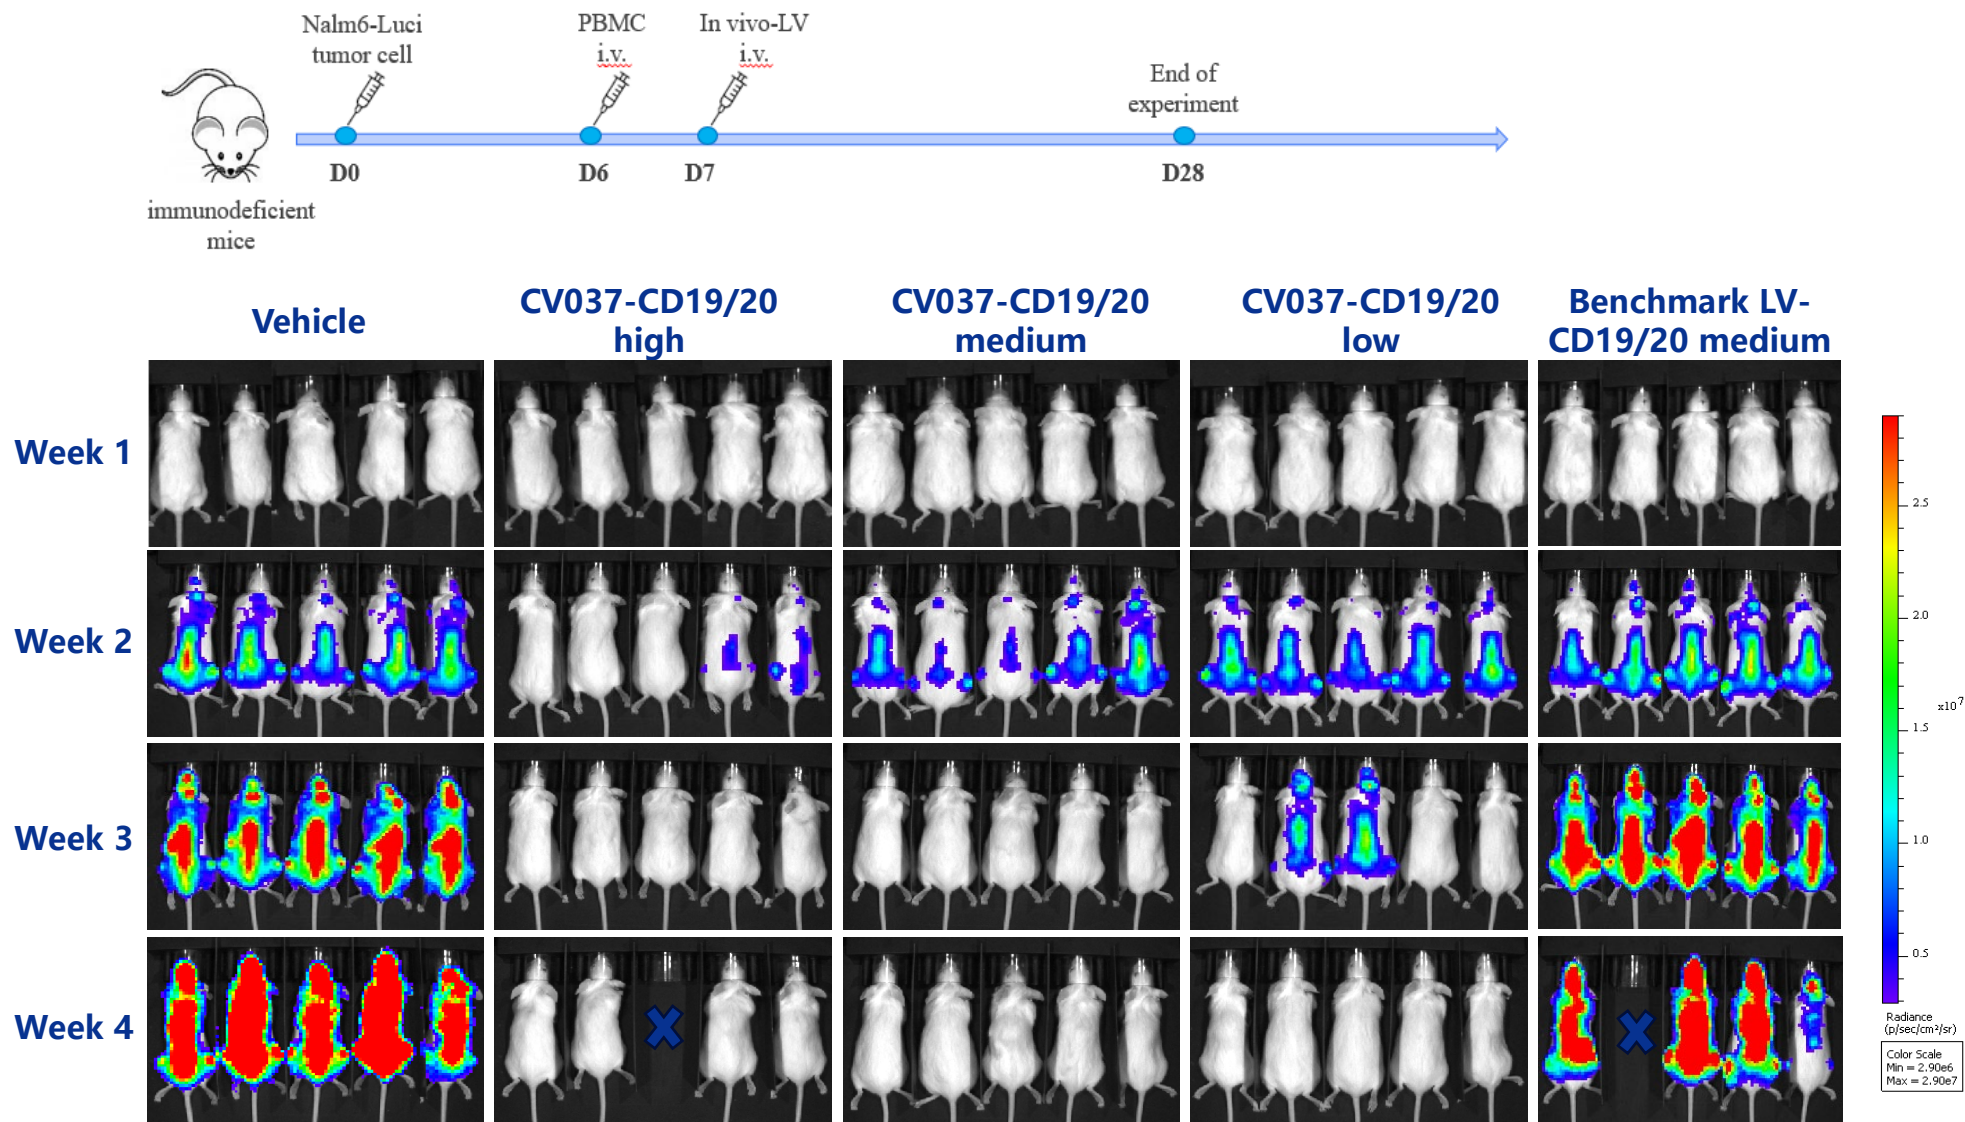 Nalm6-Luci
tumor cell
PBMC
i.v.
In vivo-LV
i.v.
End of
experiment
D0
D6
D7
D28
immunodeficient
mice
Vehicle
CV037-CD19/20
high
CV037-CD19/20
medium
CV037-CD19/20
low
Benchmark LV-
CD19/20 medium
Week 1
Week 2
Week 3
Week 4
2.5
2.0
x10⁷
1.5
1.0
0.5
Radiance
(p/sec/cm²/sr)
Color Scale
Min = 2.90e6
Max = 2.90e7